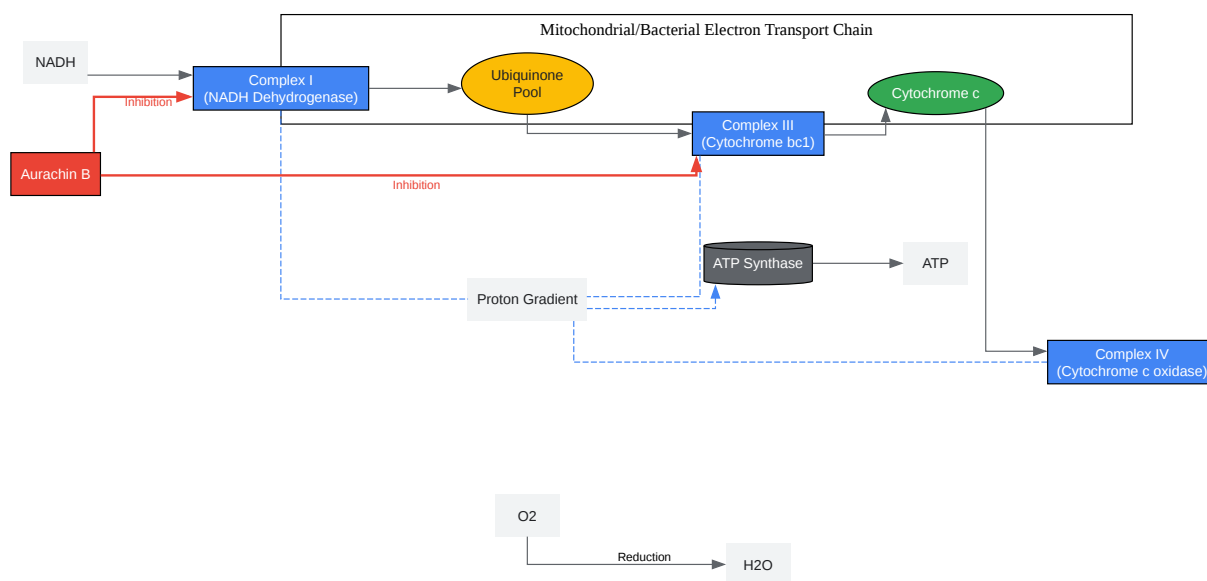 Mitochondrial/Bacterial Electron Transport Chain
NADH
Complex I
(NADH Dehydrogenase)
Ubiquinone
Pool
Cytochrome c
Inhibition
Complex III
(Cytochrome bc1)
Aurachin B
Inhibition
ATP Synthase
ATP
Proton Gradient
Complex IV
(Cytochrome c oxidase)
O2
Reduction
H2O